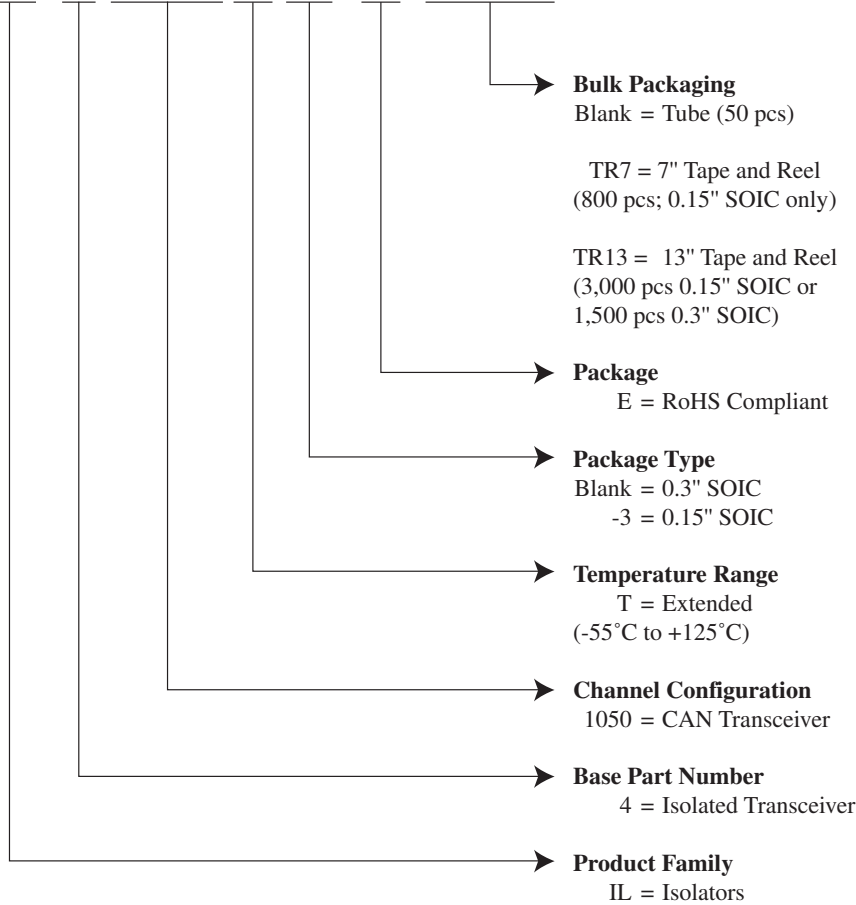 Bulk Packaging
Blank = Tube (50 pcs)
TR7 = 7" Tape and Reel
(800 pcs; 0.15" SOIC only)
TR13 = 13" Tape and Reel
(3,000 pcs 0.15" SOIC or
1,500 pcs 0.3" SOIC)
Package
E = RoHS Compliant
Package Type
Blank = 0.3" SOIC
-3 = 0.15" SOIC
Temperature Range
T = Extended
(-55˚C to +125˚C)
Channel Configuration
1050 = CAN Transceiver
Base Part Number
4 = Isolated Transceiver
Product Family
IL = Isolators